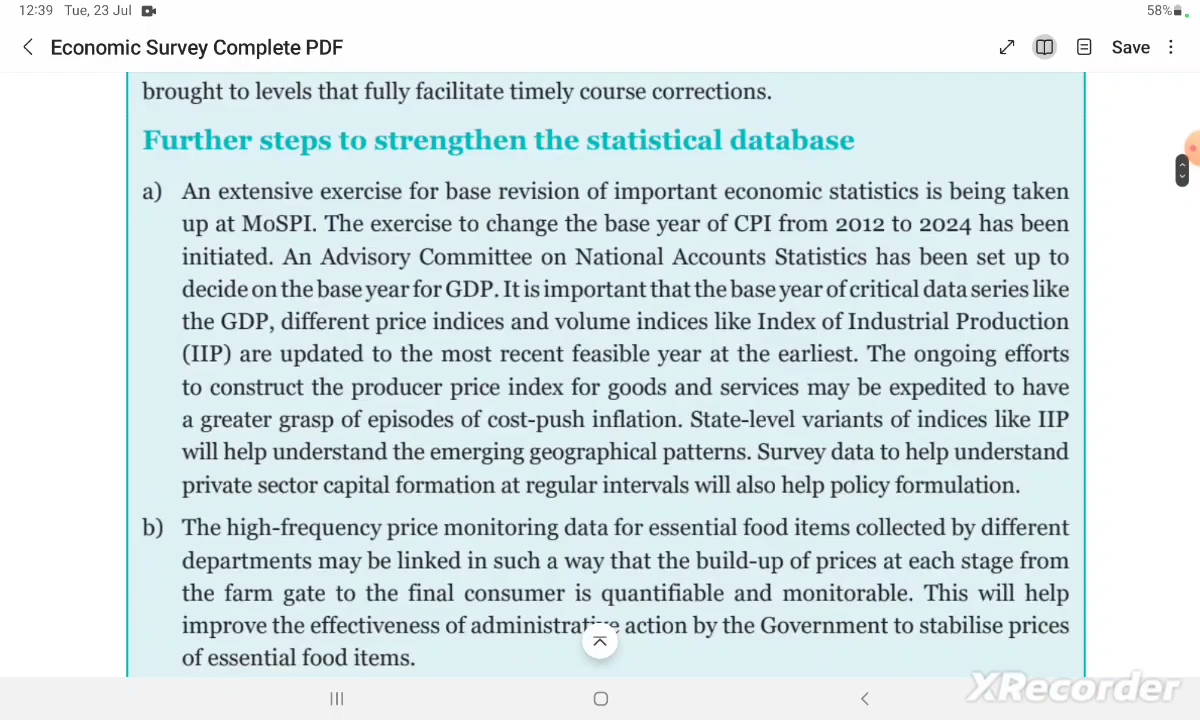 12:39 Tue, 23 Jul
58%
Economic Survey Complete PDF
Save
brought to levels that fully facilitate timely course corrections.
Further steps to strengthen the statistical database
a) An extensive exercise for base revision of important economic statistics is being taken
up at MoSPI. The exercise to change the base year of CPI from 2012 to 2024 has been
initiated. An Advisory Committee on National Accounts Statistics has been set up to
decide on the base year for GDP. It is important that the base year of critical data series like
the GDP, different price indices and volume indices like Index of Industrial Production
(IIP) are updated to the most recent feasible year at the earliest. The ongoing efforts
to construct the producer price index for goods and services may be expedited to have
a greater grasp of episodes of cost-push inflation. State-level variants of indices like IIP
will help understand the emerging geographical patterns. Survey data to help understand
private sector capital formation at regular intervals will also help policy formulation.
b) The high-frequency price monitoring data for essential food items collected by different
departments may be linked in such a way that the build-up of prices at each stage from
the farm gate to the final consumer is quantifiable and monitorable. This will help
improve the effectiveness of administrative action by the Government to stabilise prices
of essential food items.
XRecorder